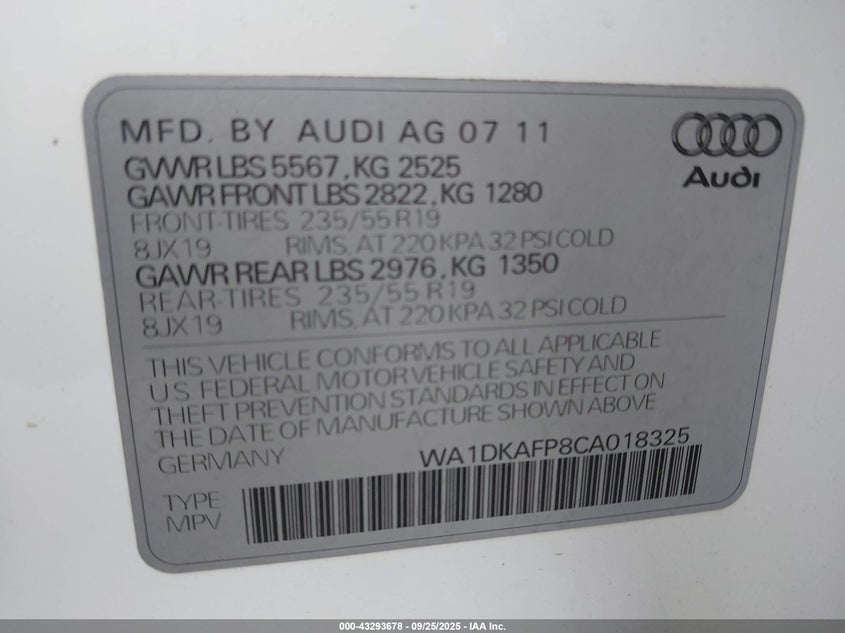 MFD. BY AUDI AG 07 11
GVWR LBS 5567, KG 2525
GAWR FRONT LBS 2822, KG 1280
FRONT-TIRES 235/55 R19
8JX19 RIMS, AT 220 KPA 32 PSI COLD
GAWR REAR LBS 2976, KG 1350
REAR-TIRES 235/55 R19
8JX19 RIMS, AT 220 KPA 32 PSI COLD
Audi
THIS VEHICLE CONFORMS TO ALL APPLICABLE
U.S. FEDERAL MOTOR VEHICLE SAFETY AND
THEFT PREVENTION STANDARDS IN EFFECT ON
THE DATE OF MANUFACTURE SHOWN ABOVE
GERMANY WA1DKAFP8CA018325
TYPE
MPV
000-43293678 - 09/25/2025 - IAA Inc.